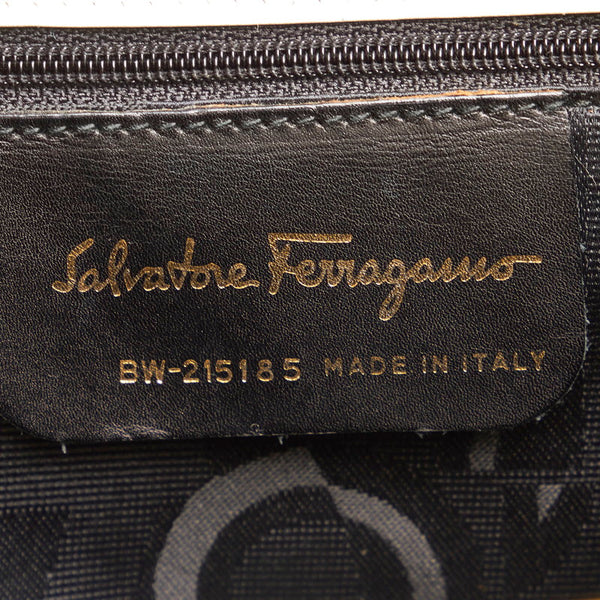 Salvatore Ferragamo
BW-215185 MADE IN ITALY